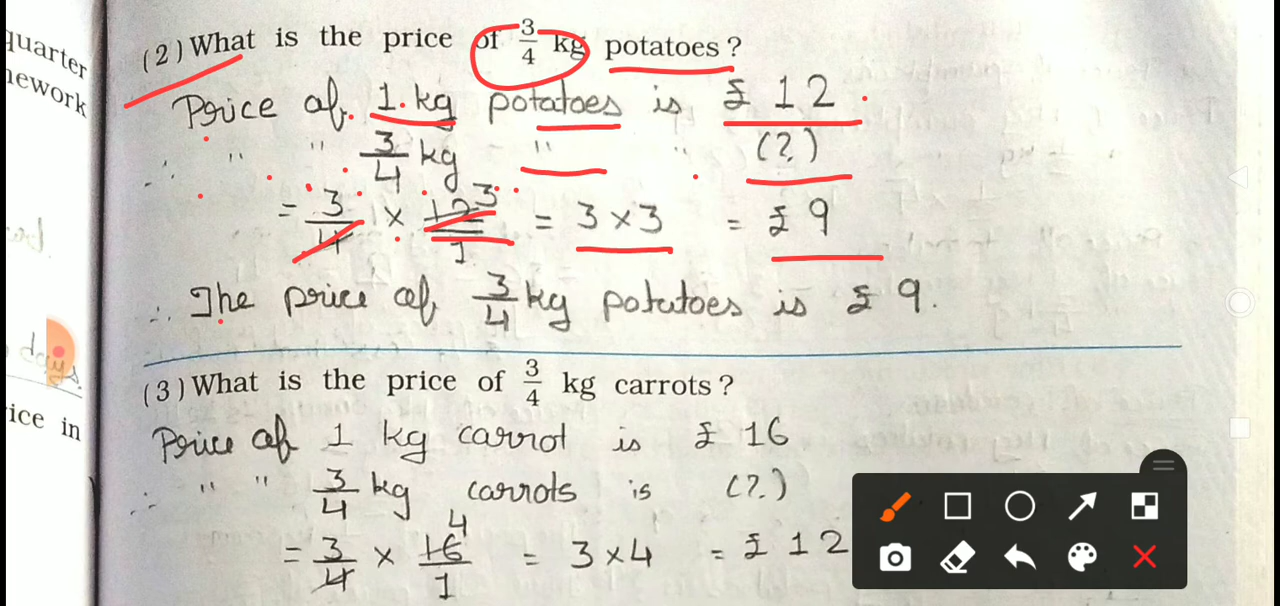 quarter
nework
(2) What is the price of 3/4 kg potatoes ?
Price of 1 kg potatoes is ₤ 12
∴ " " 3/4 kg " " (?)
= 3/4 × 12/1 3 = 3 × 3 = ₤ 9
∴ The price of 3/4 kg potatoes is ₤ 9.
days.
ice in
(3) What is the price of 3/4 kg carrots ?
Price of 1 kg carrot is ₤ 16
∴ " " 3/4 kg carrots is (?)
= 3/4 × 16/1 4 = 3 × 4 = ₤ 12